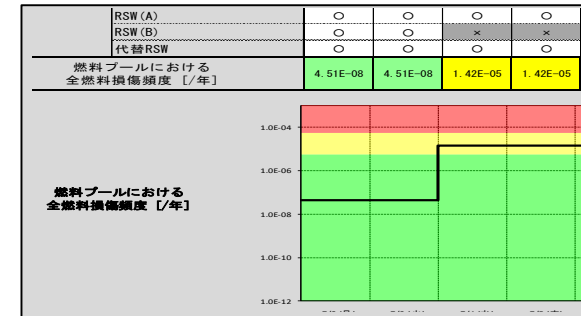 RSW(A) ○ ○ ○ ○
RSW(B) ○ ○ × ×
代替RSW ○ ○ ○ ○
燃料プールにおける
全燃料損傷頻度 [/年] 4.51E-08 4.51E-08 1.42E-05 1.42E-05
1.0E-04
1.0E-06
燃料プールにおける
全燃料損傷頻度 [/年]
1.0E-08
1.0E-10
1.0E-12